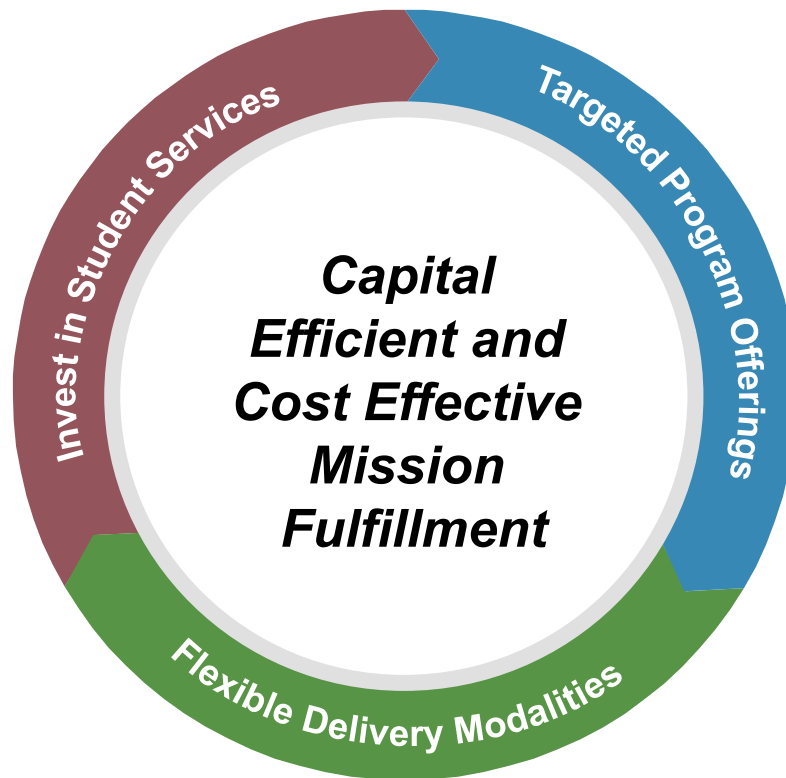 Invest in Student Services
Targeted Program Offerings
Capital
Efficient and
Cost Effective
Mission
Fulfillment
Flexible Delivery Modalities